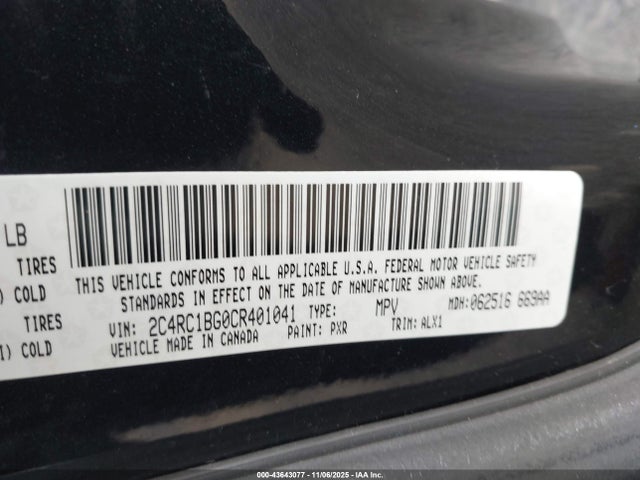 LB
TIRES
) COLD
TIRES
) COLD
THIS VEHICLE CONFORMS TO ALL APPLICABLE U.S.A. FEDERAL MOTOR VEHICLE SAFETY
STANDARDS IN EFFECT ON THE DATE OF MANUFACTURE SHOWN ABOVE.
VIN: 2C4RC1BG0CR401041 TYPE: MPV MDH: 062516 669AA
VEHICLE MADE IN CANADA PAINT: PXR TRIM: ALX1
000-43643077 - 11/06/2025 - IAA Inc.